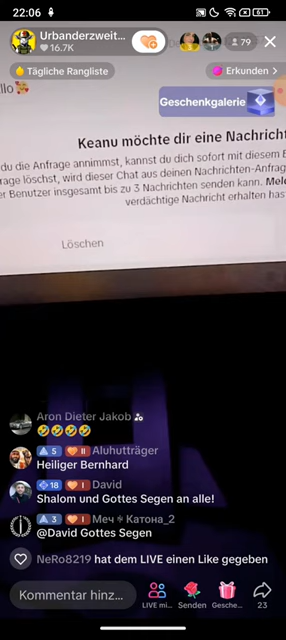 22:06
61
Urbanderzweit...
16.7K
79
Tägliche Rangliste
Erkunden >
llo🥰
Geschenkgalerie
Keanu möchte dir eine Nachricht
du die Anfrage annimmst, kannst du dich sofort mit diesem B
rage löschst, wird dieser Chat aus deinen Nachrichten-Anfrag
er Benutzer insgesamt bis zu 3 Nachrichten senden kann. Meld
verdächtige Nachricht erhalten has
Löschen
Aron Dieter Jakob
🤣🤣🤣🤣
5 II Aluhutträger
Heiliger Bernhard
18 I David
Shalom und Gottes Segen an alle!
3 I Меч⚜Катона_2
@David Gottes Segen
NeRo8219 hat dem LIVE einen Like gegeben
Kommentar hinz...
LIVE mi...
Senden
Gesche...
23